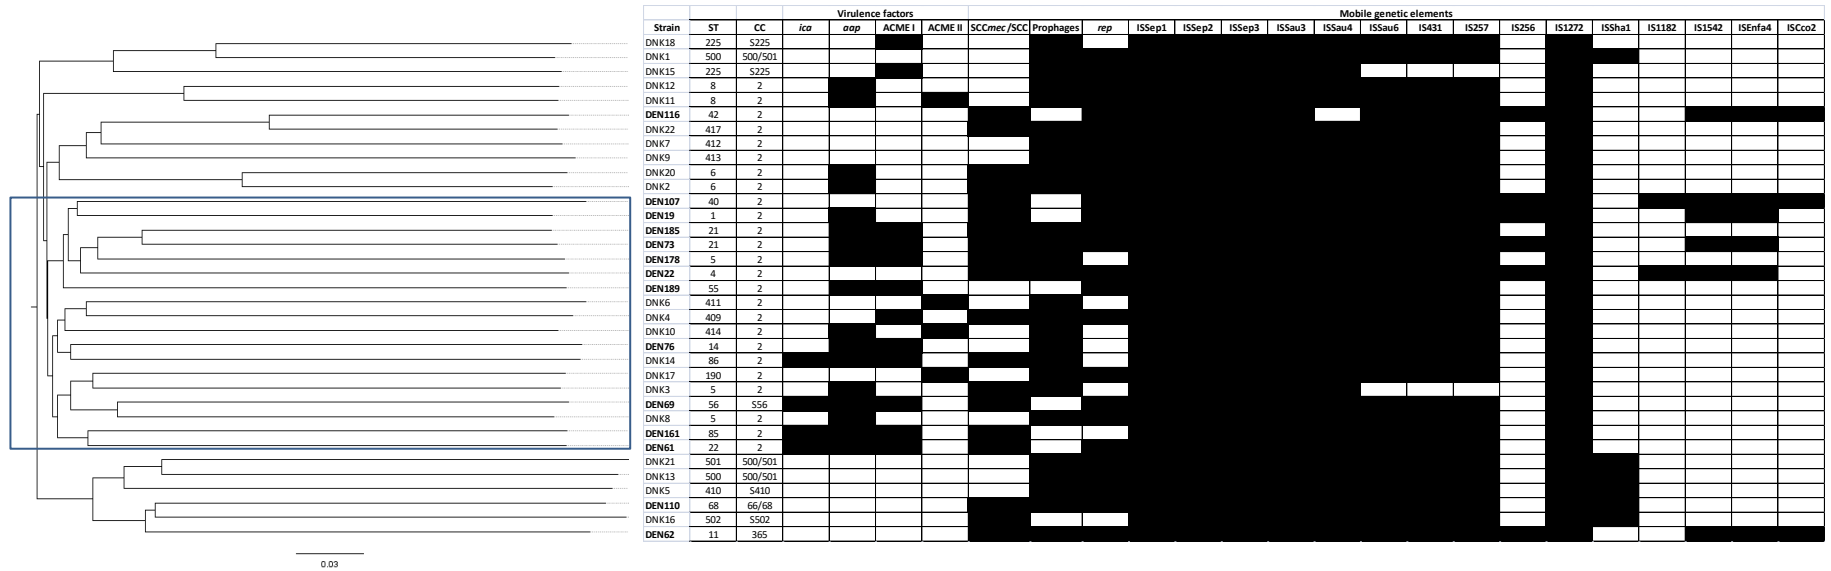 Virulence factors Mobile genetic elements
Strain ST CC ica aap ACME I ACME II SCCmec/SCC Prophages rep ISSep1 ISSep2 ISSep3 ISSau3 ISSau4 ISSau6 IS431 IS257 IS256 IS1272 ISSha1 IS1182 IS1542 ISEnfa4 ISCco2
DNK18 225 S225
DNK1 500 500/501
DNK15 225 S225
DNK12 8 2
DNK11 8 2
DEN116 42 2
DNK22 417 2
DNK7 412 2
DNK9 413 2
DNK20 6 2
DNK2 6 2
DEN107 40 2
DEN19 1 2
DEN185 21 2
DEN73 21 2
DEN178 5 2
DEN22 4 2
DEN189 55 2
DNK6 411 2
DNK4 409 2
DNK10 414 2
DEN76 14 2
DNK14 86 2
DNK17 190 2
DNK3 5 2
DEN69 56 S56
DNK8 5 2
DEN161 85 2
DEN61 22 2
DNK21 501 500/501
DNK13 500 500/501
DNK5 410 S410
DEN110 68 66/68
DNK16 502 S502
DEN62 11 365
0.03